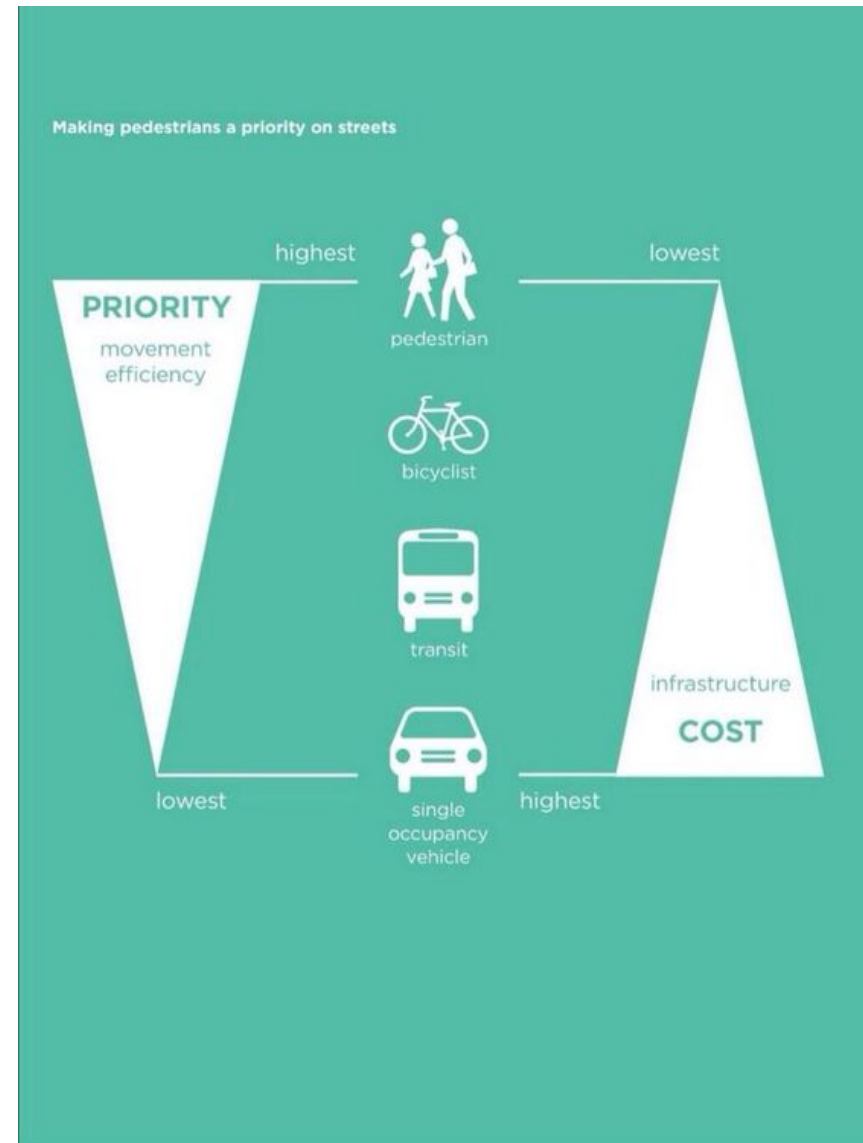 Making pedestrians a priority on streets
highest
lowest
PRIORITY
movement
efficiency
pedestrian
bicyclist
transit
infrastructure
COST
lowest
highest
single
occupancy
vehicle